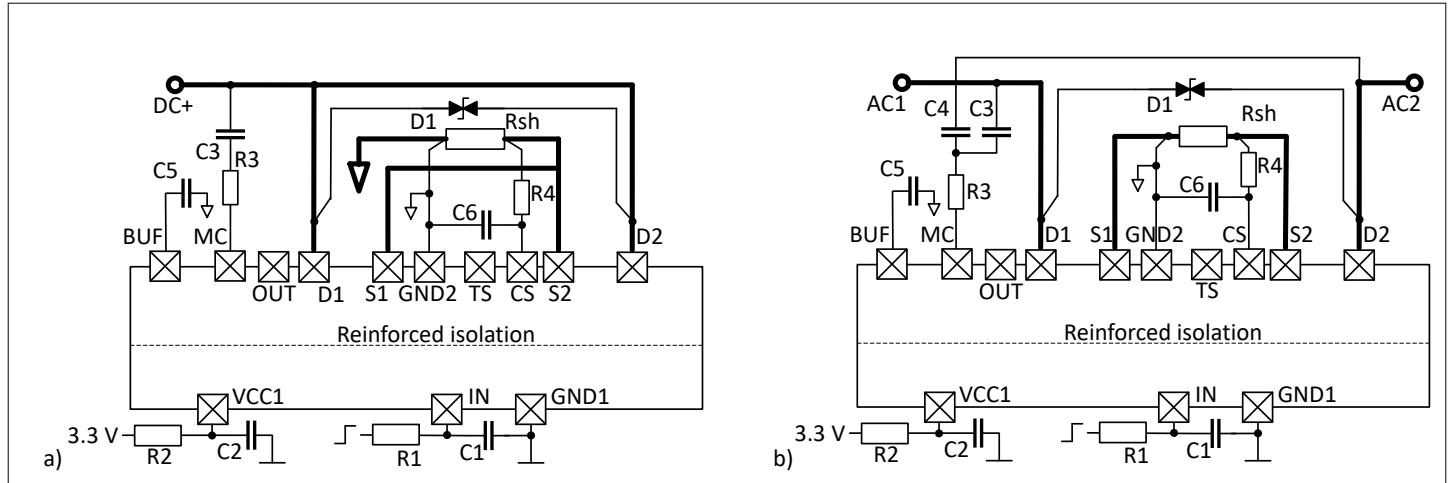 DC+
D1
Rsh
C3
R3
C5
R4
C6
BUF
MC
D2
OUT
D1
S1
GND2
TS
CS
S2
Reinforced isolation
VCC1
IN
GND1
3.3 V
R2
C2
R1
C1
a)
AC1
C4
C3
D1
AC2
Rsh
C5
R3
R4
C6
BUF
MC
D1
S1
GND2
CS
S2
D2
OUT
TS
Reinforced isolation
VCC1
IN
GND1
3.3 V
R2
C2
R1
C1
b)